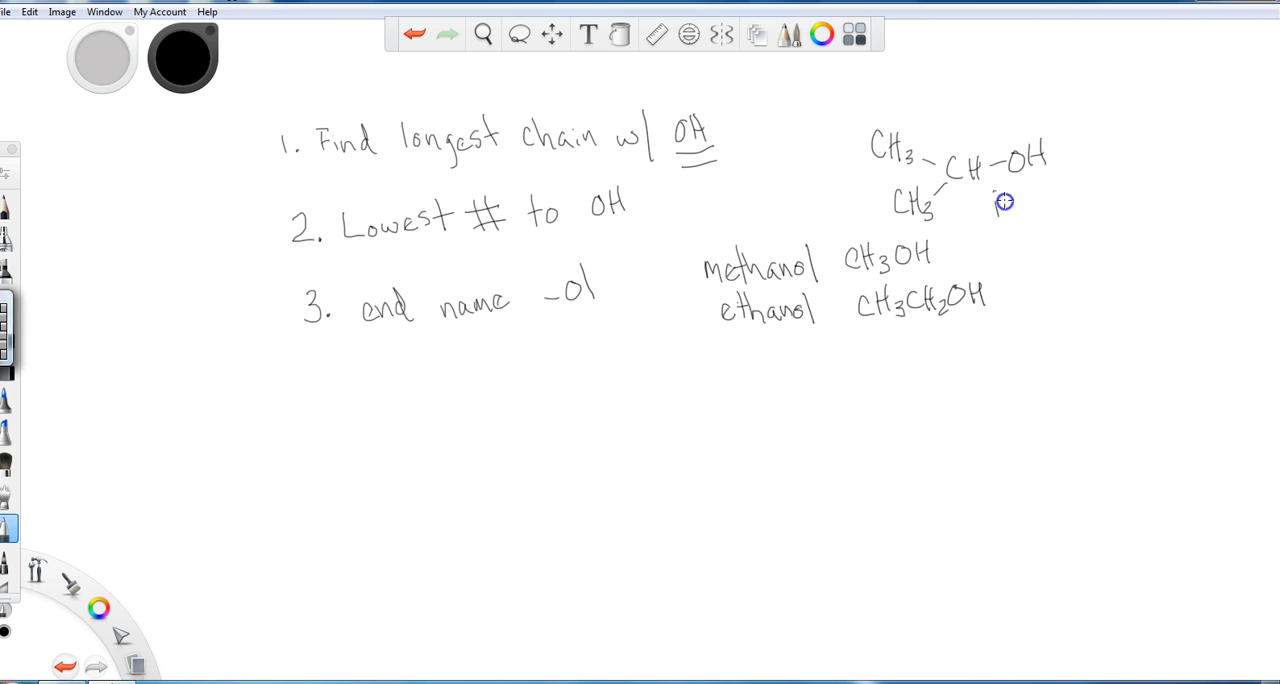 File Edit Image Window My Account Help
T
1. Find longest chain w/ OH
2. Lowest # to OH
3. end name -ol
CH3 - CH - OH
CH3
methanol CH3OH
ethanol CH3CH2OH